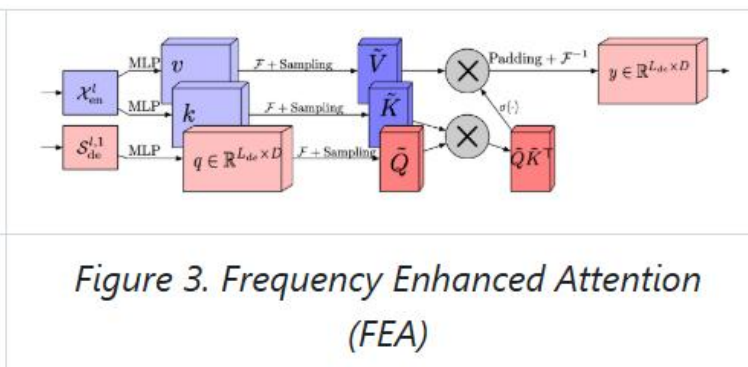 MLP
v
F + Sampling
Ṽ
Padding + F⁻¹
y ∈ ℝ^{L_de×D}
𝒳^l_en
MLP
k
F + Sampling
K̃
σ(·)
𝒮^{l,1}_de
MLP
q ∈ ℝ^{L_de×D}
F + Sampling
Q̃
Q̃K̃^⊤
Figure 3. Frequency Enhanced Attention
(FEA)